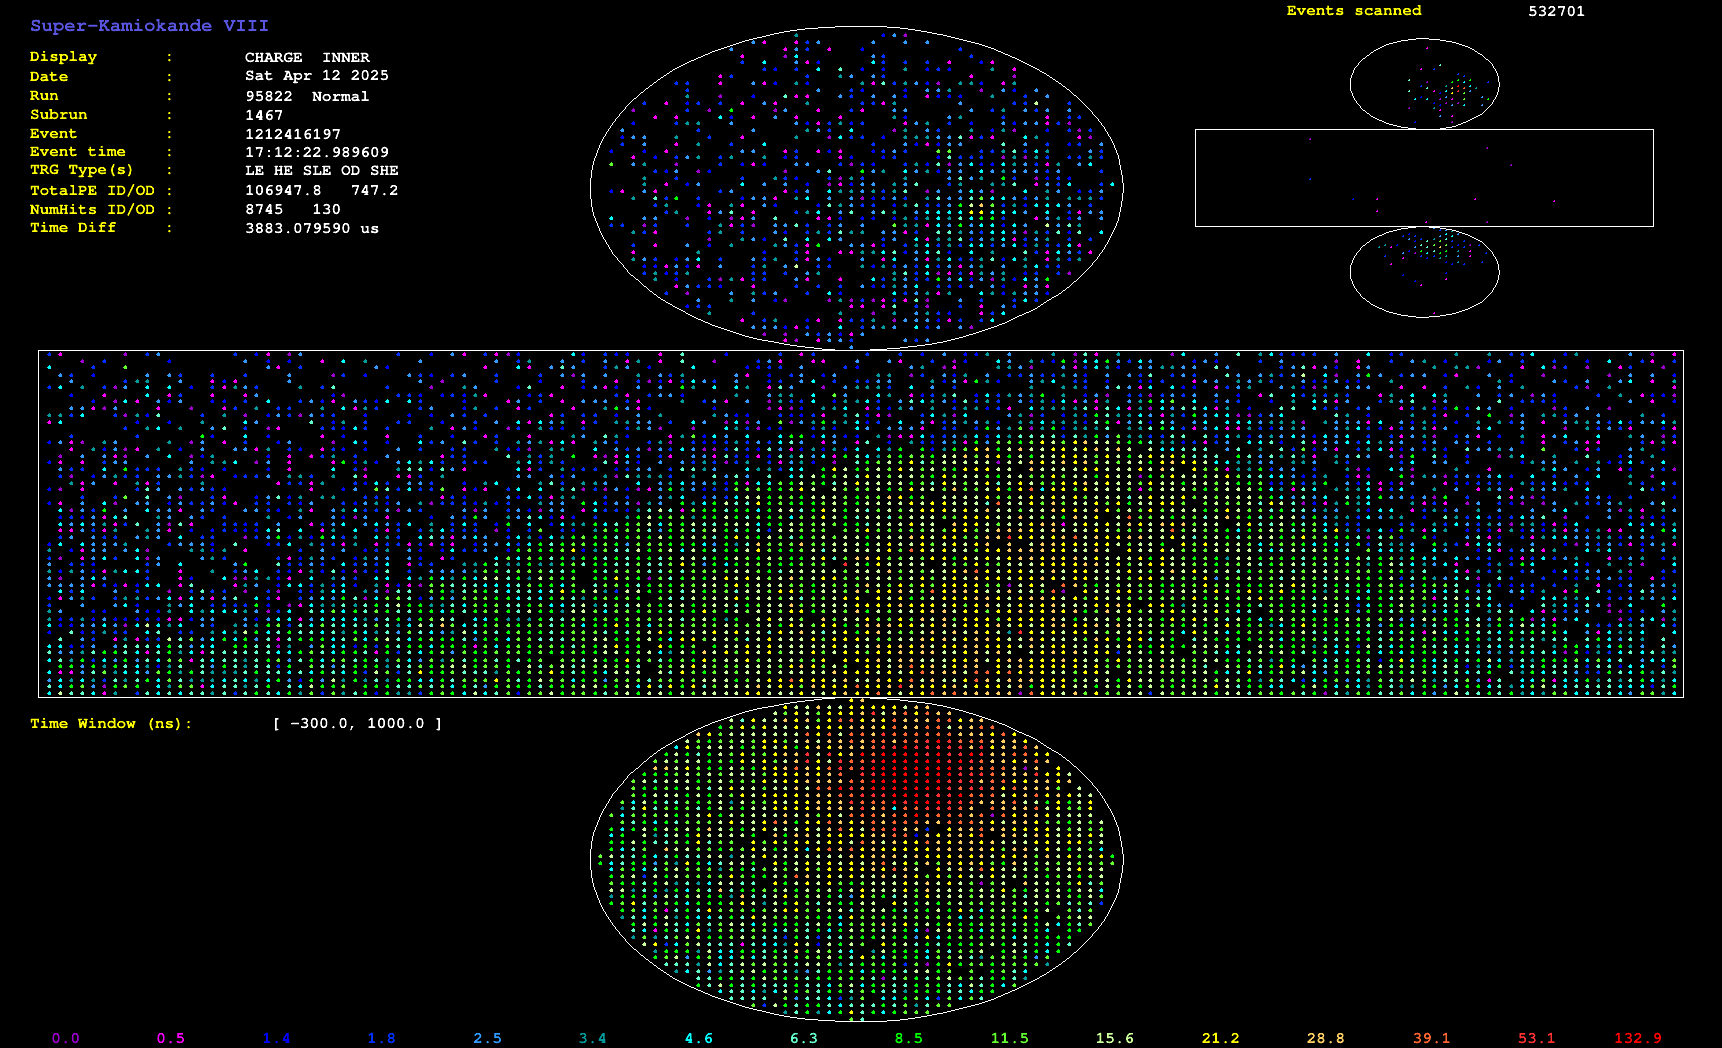 Super-Kamiokande VIII
Events scanned 532701
Display : CHARGE INNER
Date : Sat Apr 12 2025
Run : 95822 Normal
Subrun : 1467
Event : 1212416197
Event time : 17:12:22.989609
TRG Type(s) : LE HE SLE OD SHE
TotalPE ID/OD : 106947.8 747.2
NumHits ID/OD : 8745 130
Time Diff : 3883.079590 us
Time Window (ns): [ -300.0, 1000.0 ]
0.0 0.5 1.4 1.8 2.5 3.4 4.6 6.3 8.5 11.5 15.6 21.2 28.8 39.1 53.1 132.9